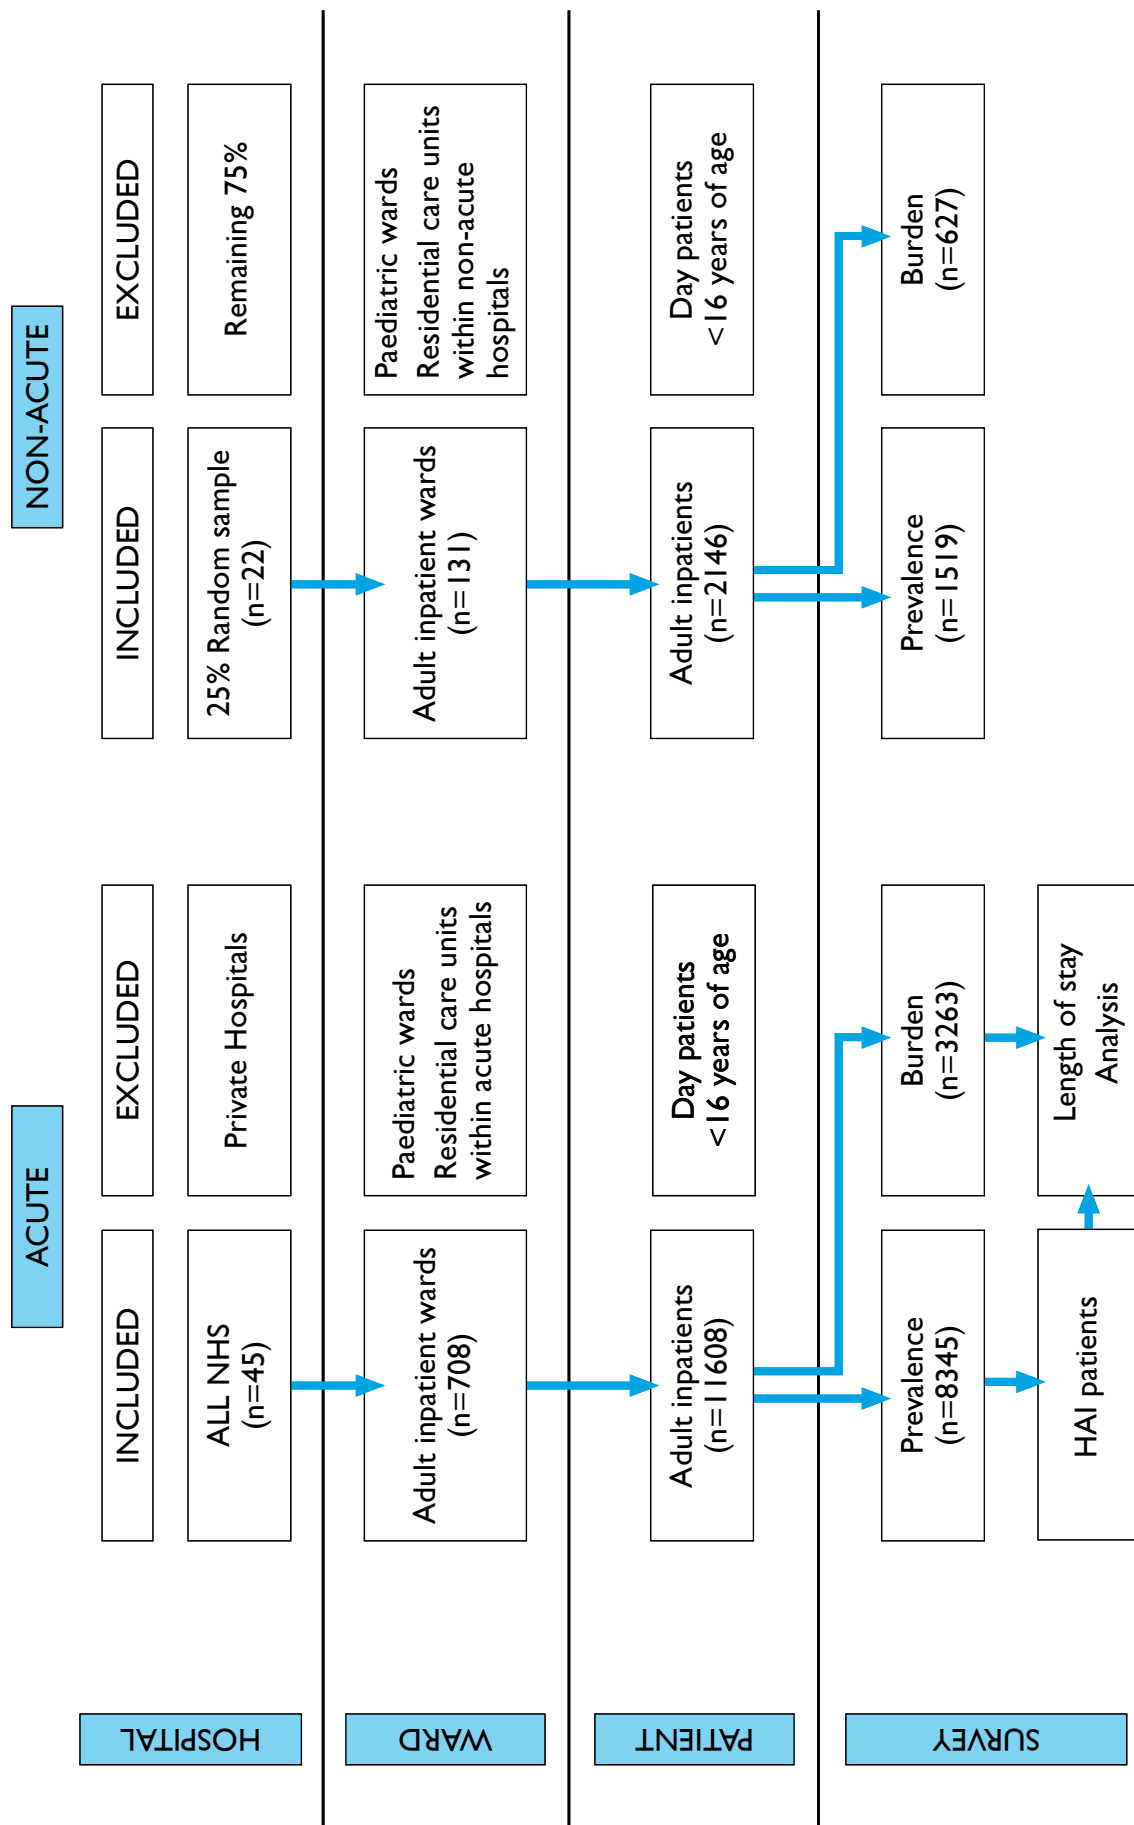 ACUTE
NON-ACUTE
INCLUDED
EXCLUDED
INCLUDED
EXCLUDED
HOSPITAL
ALL NHS
(n=45)
Private Hospitals
25% Random sample
(n=22)
Remaining 75%
WARD
Adult inpatient wards
(n=708)
Paediatric wards
Residential care units
within acute hospitals
Adult inpatient wards
(n=131)
Paediatric wards
Residential care units
within non-acute
hospitals
PATIENT
Adult inpatients
(n=11608)
Day patients
<16 years of age
Adult inpatients
(n=2146)
Day patients
<16 years of age
SURVEY
Prevalence
(n=8345)
Burden
(n=3263)
Prevalence
(n=1519)
Burden
(n=627)
HAI patients
Length of stay
Analysis